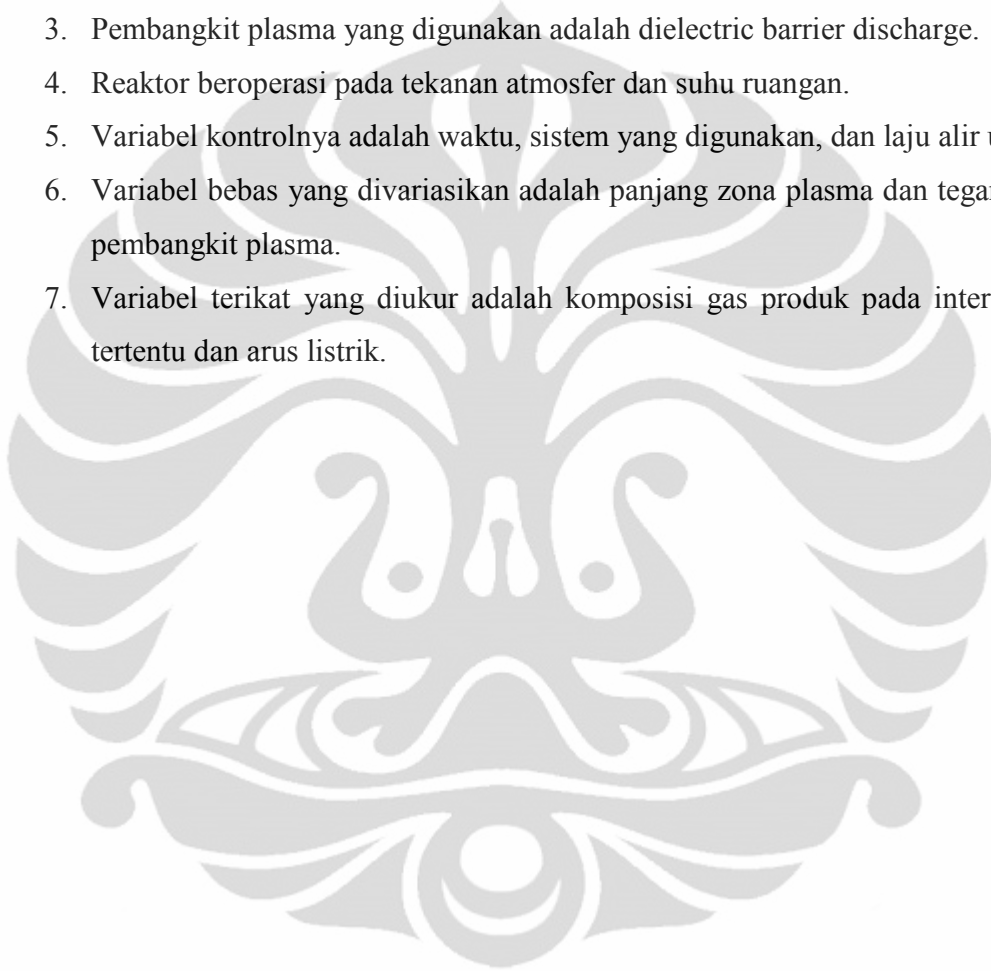 3. Pembangkit plasma yang digunakan adalah dielectric barrier discharge.
4. Reaktor beroperasi pada tekanan atmosfer dan suhu ruangan.
5. Variabel kontrolnya adalah waktu, sistem yang digunakan, dan laju alir
6. Variabel bebas yang divariasikan adalah panjang zona plasma dan
pembangkit plasma.
7. Variabel terikat yang diukur adalah komposisi gas produk pada
tertentu dan arus listrik.